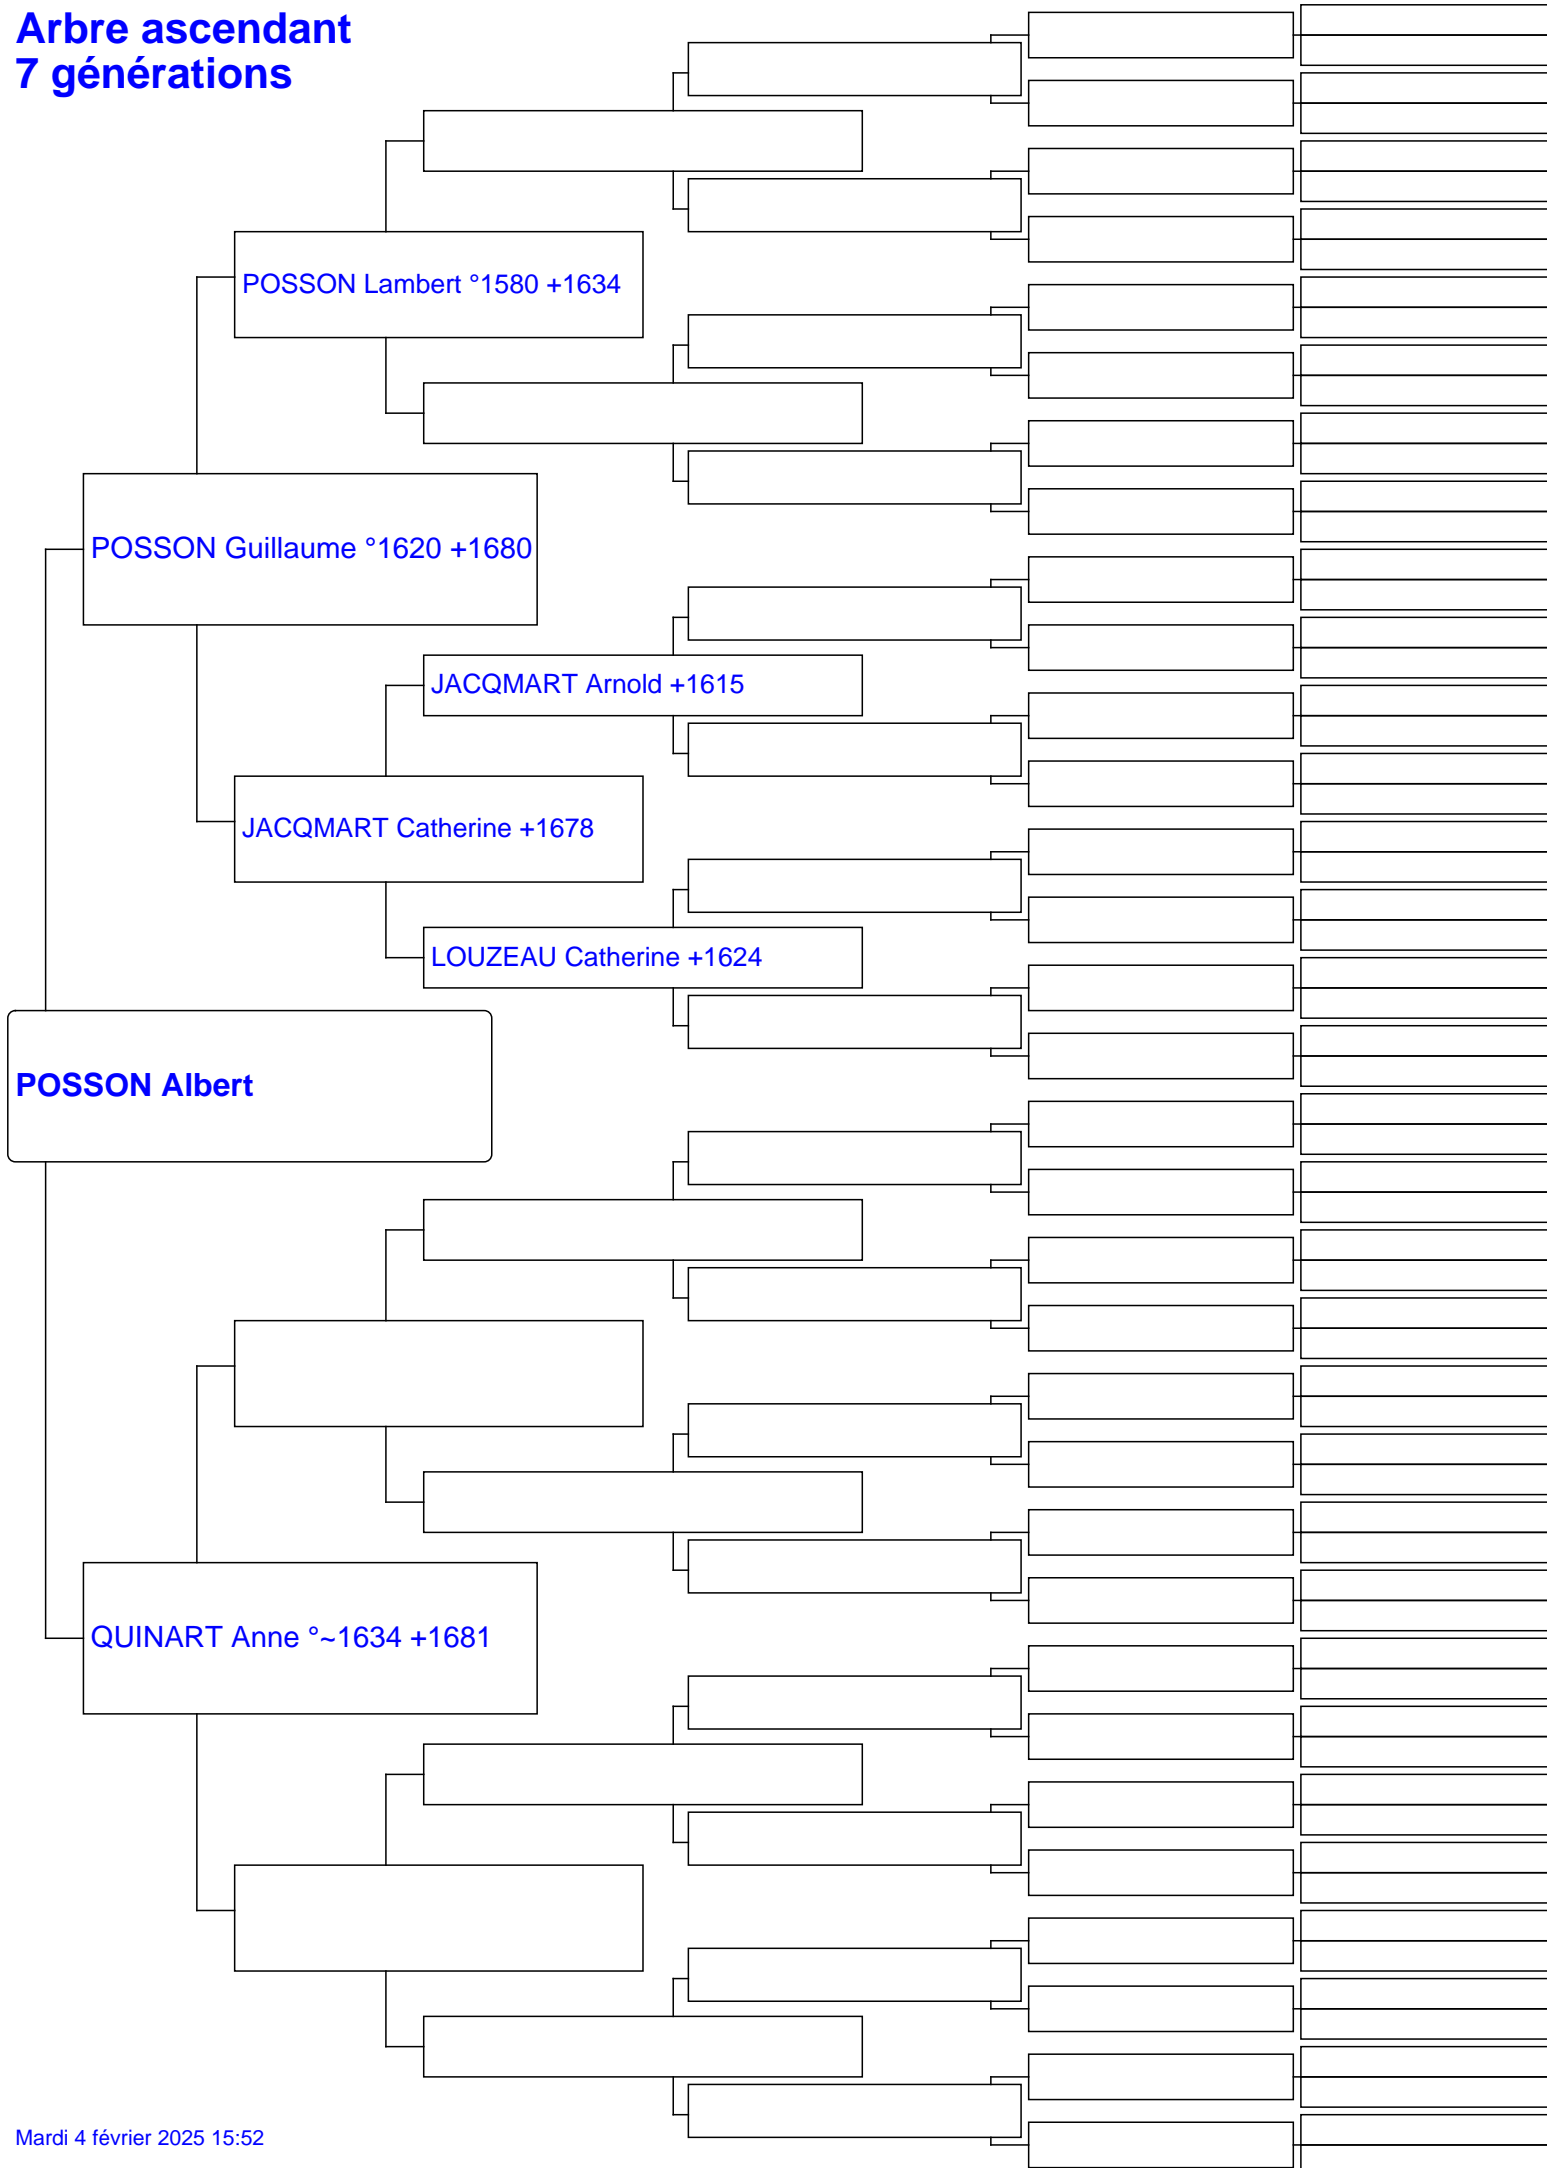 Arbre ascendant
7 générations
POSSON Lambert °1580 +1634
POSSON Guillaume °1620 +1680
JACQMART Arnold +1615
JACQMART Catherine +1678
LOUZEAU Catherine +1624
POSSON Albert
QUINART Anne °~1634 +1681
Mardi 4 février 2025 15:52